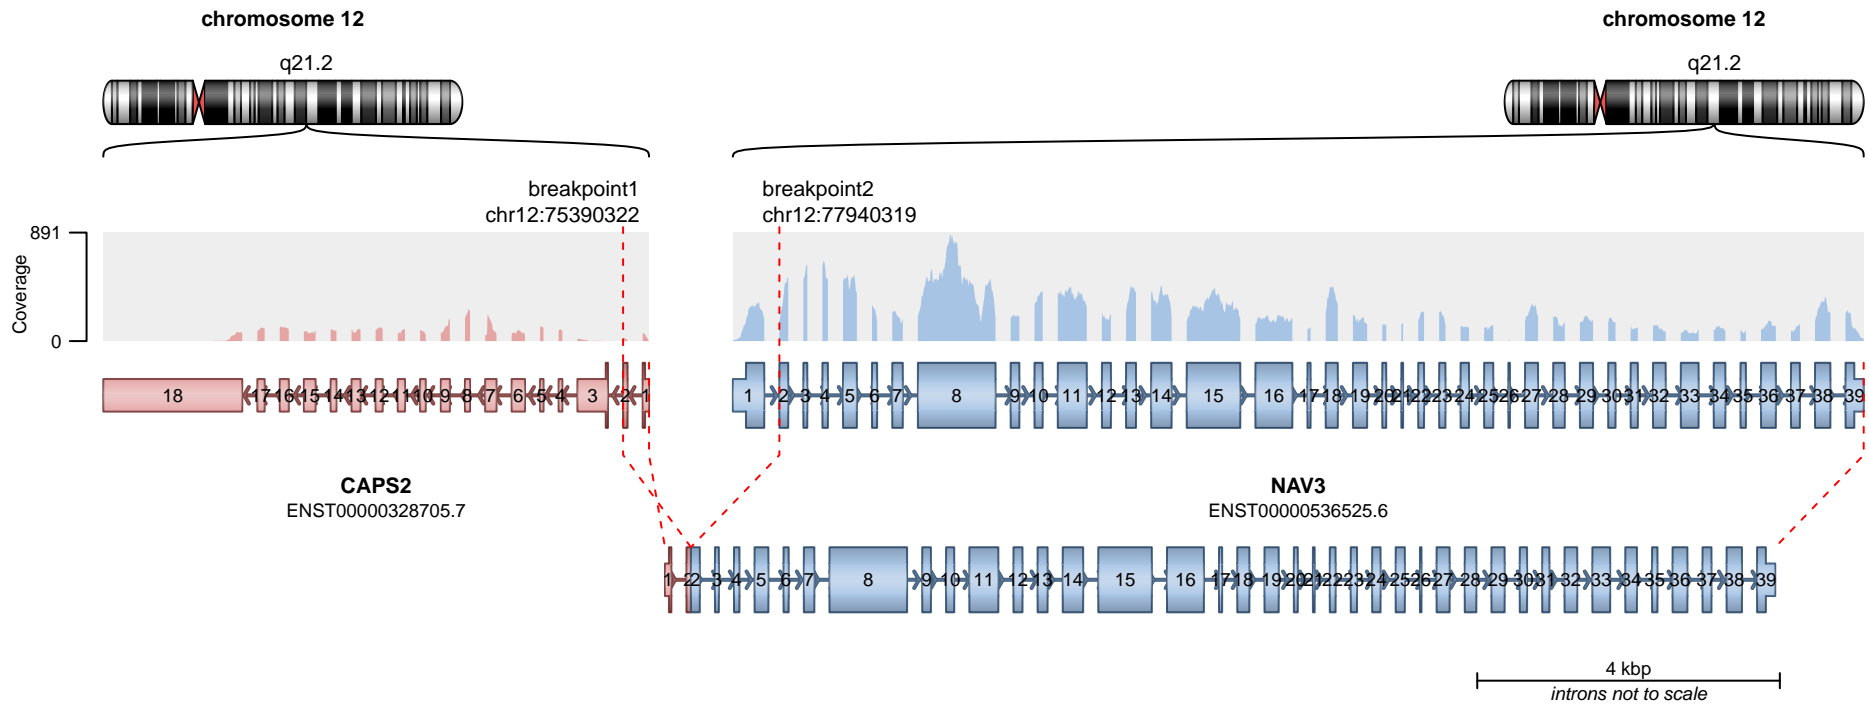 chromosome 12
chromosome 12
q21.2
q21.2
breakpoint1
chr12:75390322
breakpoint2
chr12:77940319
891
0
Coverage
18 17 16 15 14 13 12 11 10 9 8 7 6 5 4 3 2 1
1 2 3 4 5 6 7 8 9 10 11 12 13 14 15 16 17 18 19 20 21 22 23 24 25 26 27 28 29 30 31 32 33 34 35 36 37 38 39
CAPS2
ENST00000328705.7
NAV3
ENST00000536525.6
1 2 2 3 4 5 6 7 8 9 10 11 12 13 14 15 16 17 18 19 20 21 22 23 24 25 26 27 28 29 30 31 32 33 34 35 36 37 38 39
4 kbp
introns not to scale